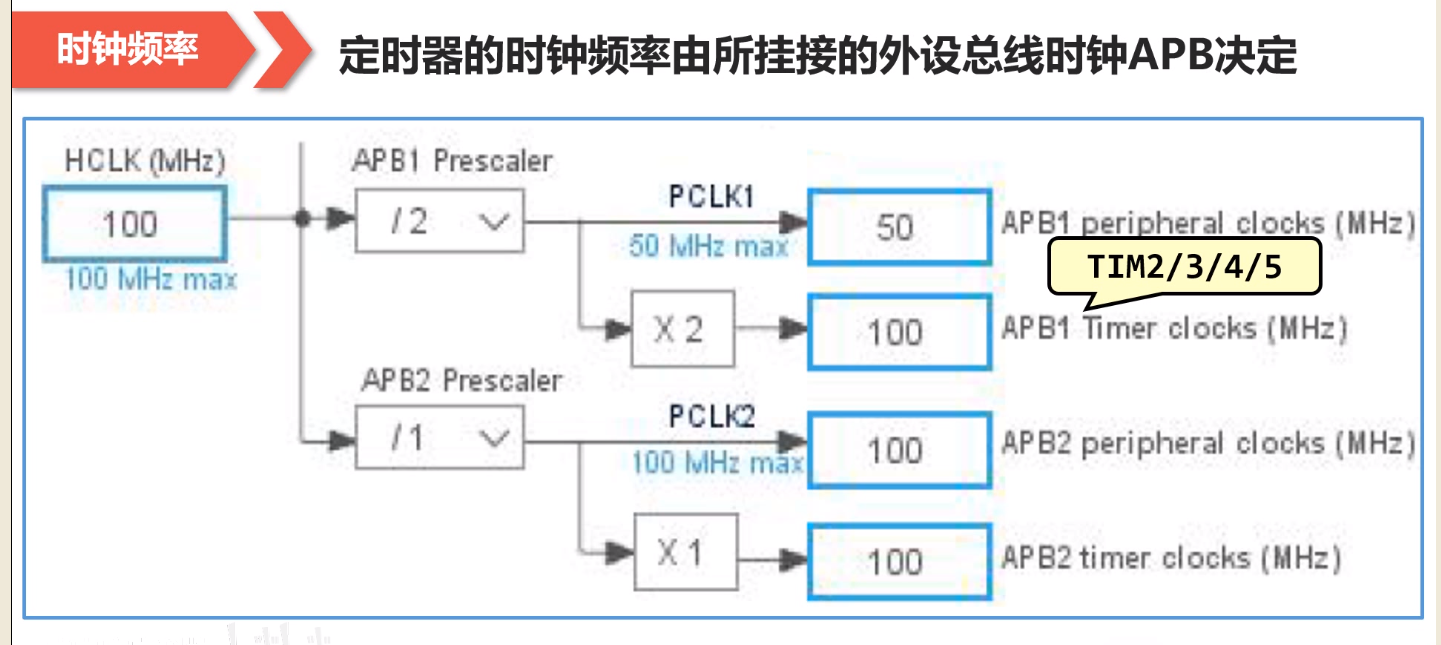 时钟频率
定时器的时钟频率由所挂接的外设总线时钟APB决定
HCLK (MHz)
100
100 MHz max
APB1 Prescaler
/ 2
PCLK1
50 MHz max
50
APB1 peripheral clocks (MHz)
TIM2/3/4/5
X 2
100
APB1 Timer clocks (MHz)
APB2 Prescaler
/ 1
PCLK2
100 MHz max
100
APB2 peripheral clocks (MHz)
X 1
100
APB2 timer clocks (MHz)